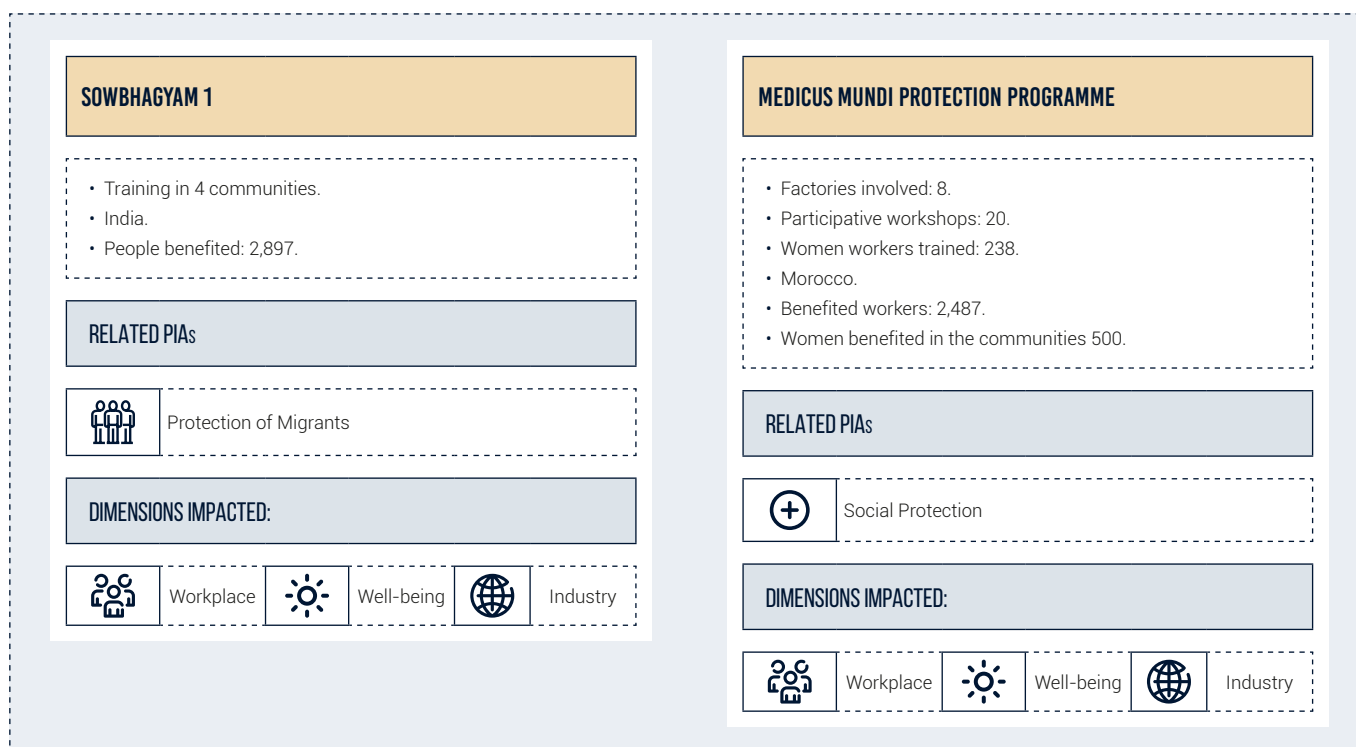 SOWBHAGYAM 1
• Training in 4 communities.
• India.
• People benefited: 2,897.
RELATED PIAs
Protection of Migrants
DIMENSIONS IMPACTED:
Workplace
Well-being
Industry
MEDICUS MUNDI PROTECTION PROGRAMME
• Factories involved: 8.
• Participative workshops: 20.
• Women workers trained: 238.
• Morocco.
• Benefited workers: 2,487.
• Women benefited in the communities 500.
RELATED PIAs
Social Protection
DIMENSIONS IMPACTED:
Workplace
Well-being
Industry